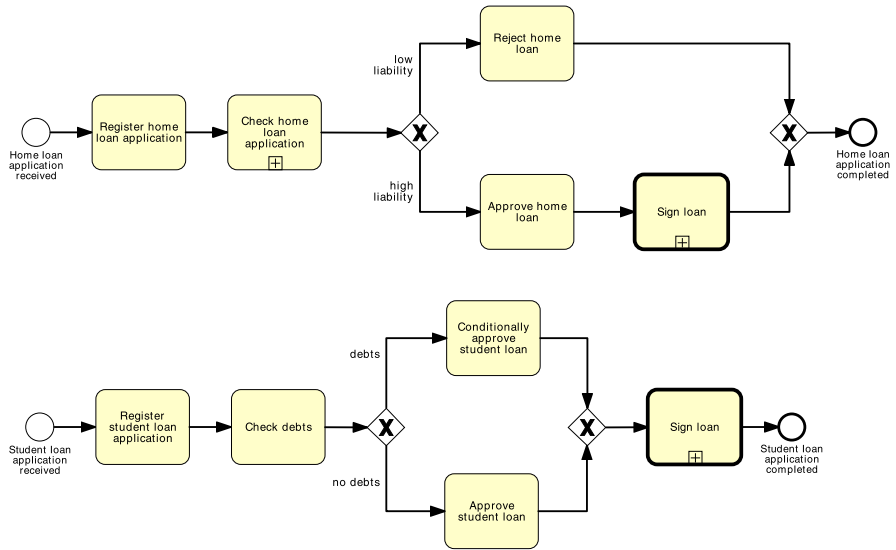 Home loan
application
received
Register home
loan application
Check home
loan
application
low
liability
high
liability
Reject home
loan
Approve home
loan
Sign loan
Home loan
application
completed
Student loan
application
received
Register
student loan
application
Check debts
debts
no debts
Conditionally
approve
student loan
Approve
student loan
Sign loan
Student loan
application
completed